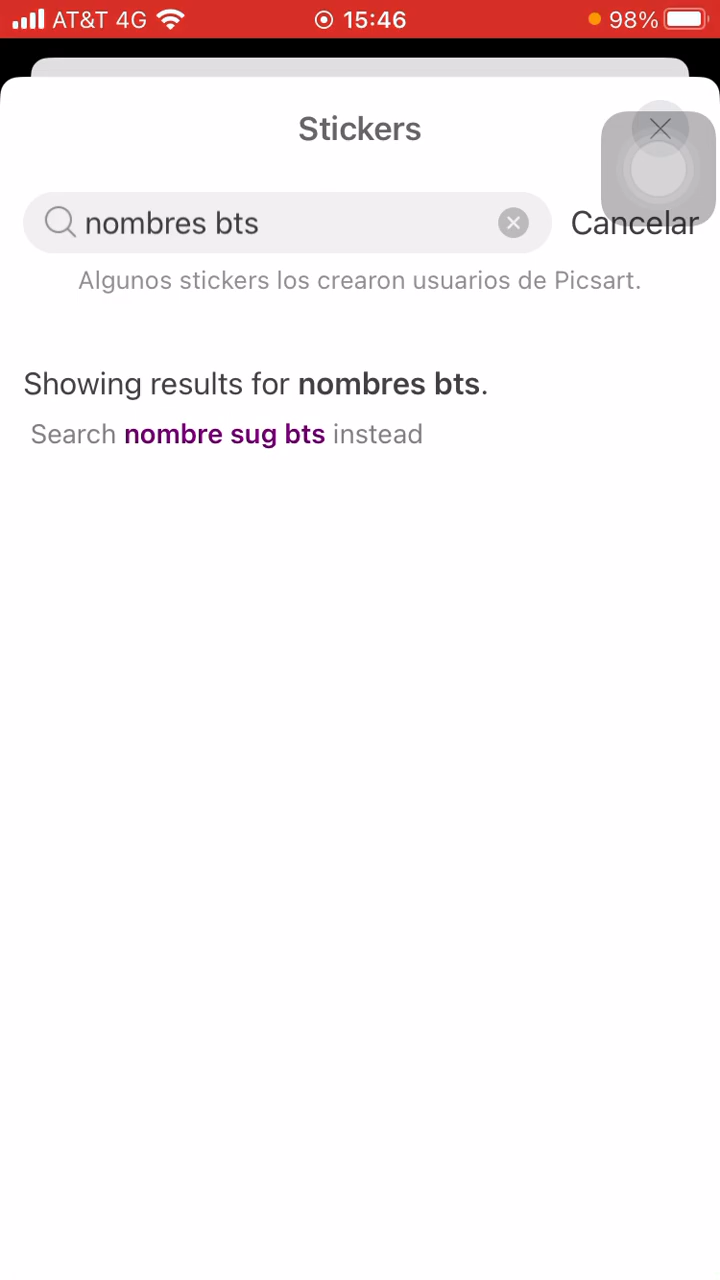 AT&T 4G 15:46 98%
Stickers
nombres bts Cancelar
Algunos stickers los crearon usuarios de Picsart.
Showing results for nombres bts.
Search nombre sug bts instead